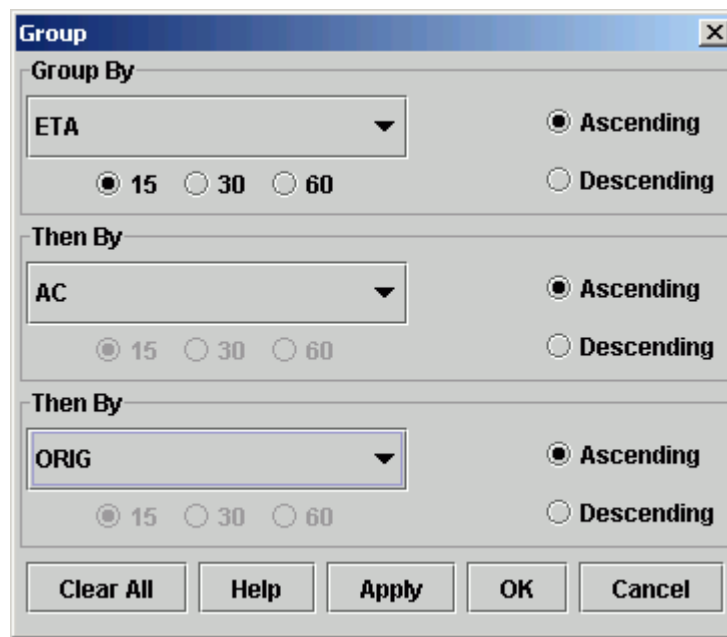 Group
Group By
ETA
Ascending
15 30 60
Descending
Then By
AC
Ascending
15 30 60
Descending
Then By
ORIG
Ascending
15 30 60
Descending
Clear All Help Apply OK Cancel